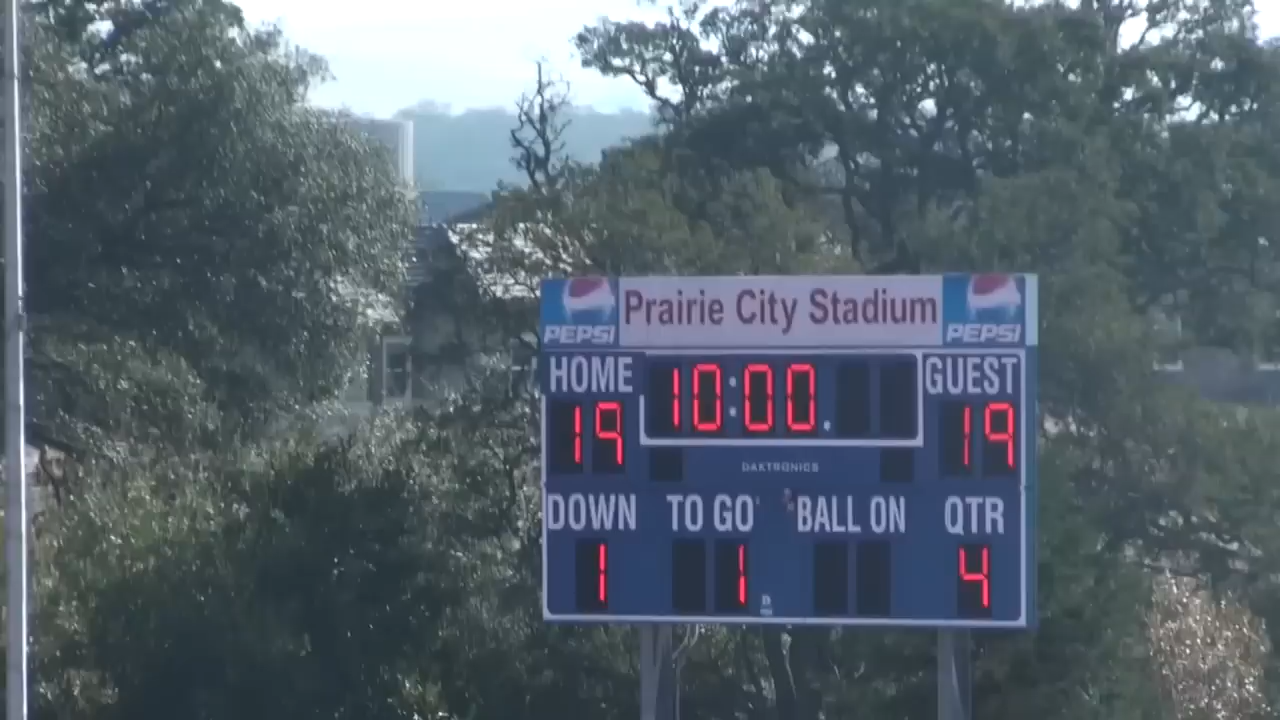 Prairie City Stadium
PEPSI PEPSI
HOME 10:00 GUEST
19 19
DAKTRONICS
DOWN TO GO BALL ON QTR
1 1 4